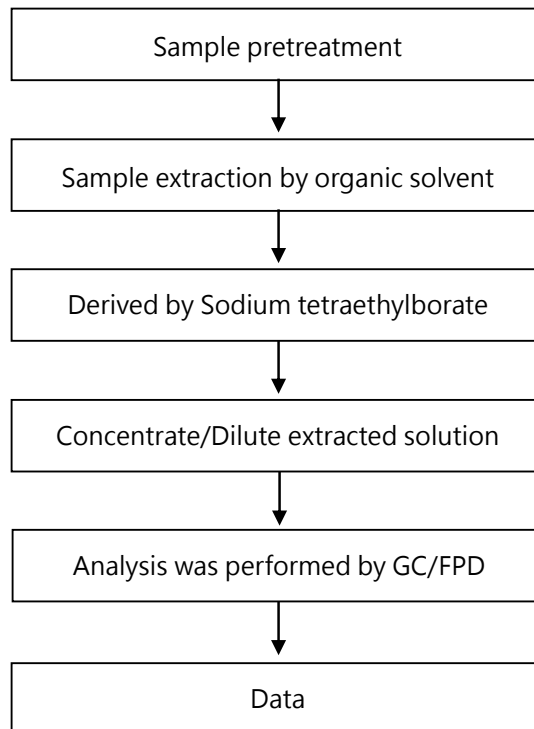 Sample pretreatment
Sample extraction by organic solvent
Derived by Sodium tetraethylborate
Concentrate/Dilute extracted solution
Analysis was performed by GC/FPD
Data